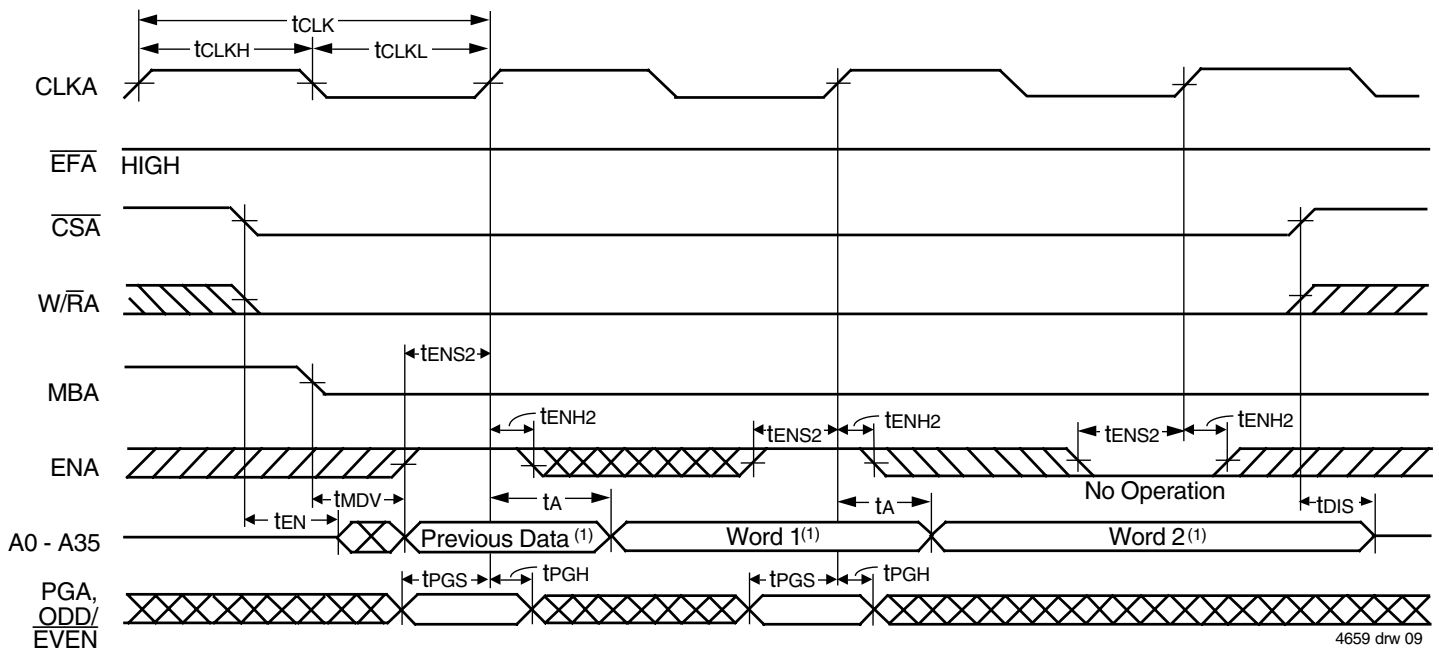 tCLK
tCLKH
tCLKL
CLKA
EFA HIGH
CSA
W/RA
MBA
tENS2
tENH2
tENS2
tENH2
tENS2
tENH2
ENA
No Operation
tMDV
tA
tA
tEN
tDIS
A0 - A35
Previous Data (1)
Word 1(1)
Word 2(1)
tPGS
tPGH
tPGS
tPGH
PGA,
ODD/
EVEN
4659 drw 09